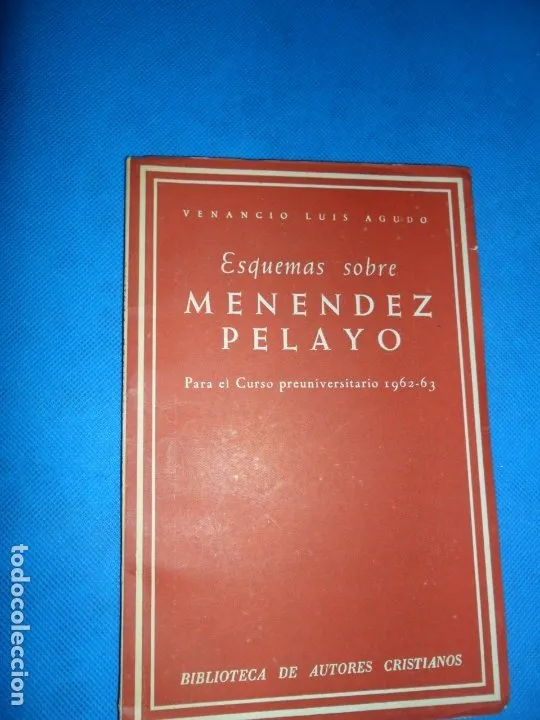 VENANCIO LUIS AGUDO
Esquemas sobre
MENENDEZ
PELAYO
Para el Curso preuniversitario 1962-63
BIBLIOTECA DE AUTORES CRISTIANOS
todocoleccion